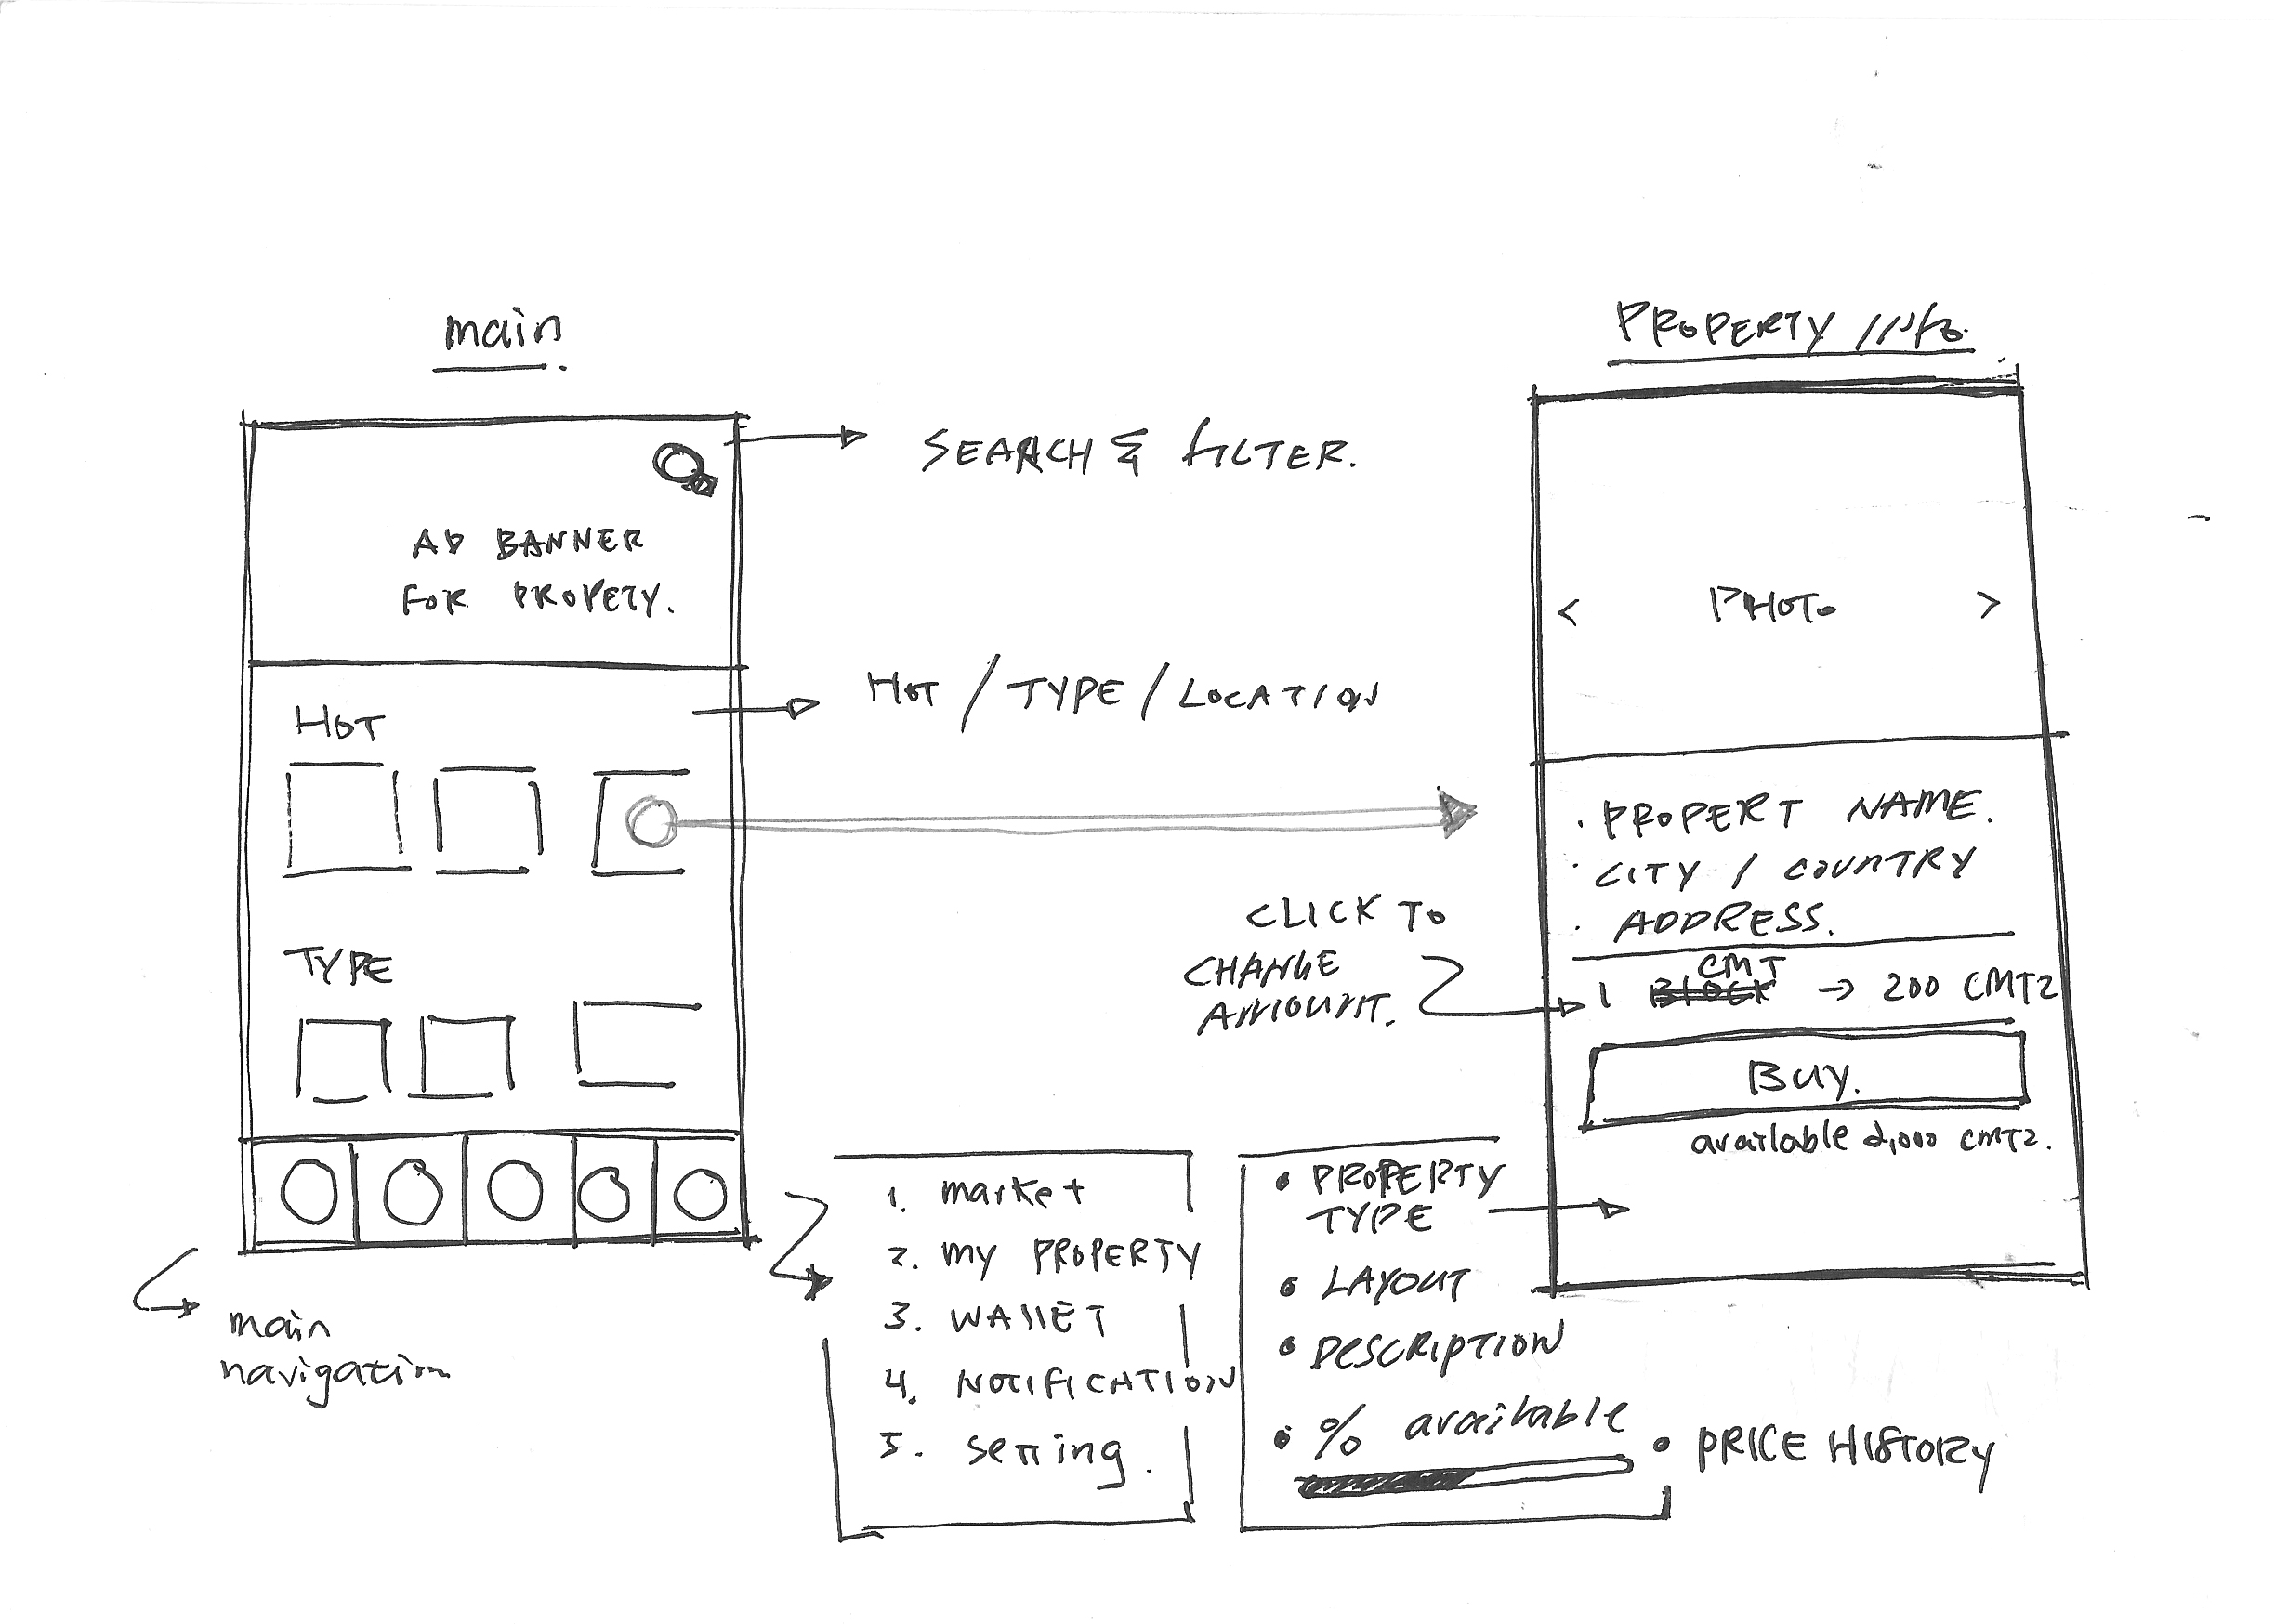 main.
SEARCH & FILTER.
AD BANNER
FOR PROPETY.
HOT / TYPE / LOCATION
HOT
TYPE
main
navigation
1. market
2. my PROPERTY
3. WALLET
4. NOTIFICATION
5. setting.
PROPERTY info.
< PHOTO >
· PROPERT NAME.
· CITY / COUNTRY
· ADDRESS.
CLICK TO
CHANGE
AMOUNT.
CMT
1 BLOCK → 200 CMT2
BUY.
available 2,000 CMT2.
• PROPERTY
TYPE
• LAYOUT
• DESCRIPTION
• % available
• PRICE HISTORY